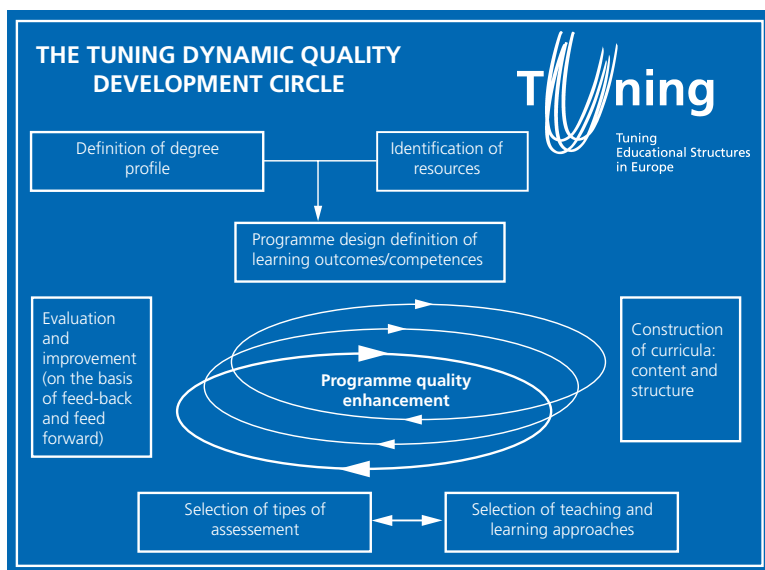 THE TUNING DYNAMIC QUALITY
DEVELOPMENT CIRCLE
Tuning
Tuning
Educational Structures
in Europe
Definition of degree
profile
Identification of
resources
Programme design definition of
learning outcomes/competences
Evaluation
and
improvement
(on the basis
of feed-back
and feed
forward)
Programme quality
enhancement
Construction
of curricula:
content and
structure
Selection of tipes of
assessement
Selection of teaching and
learning approaches